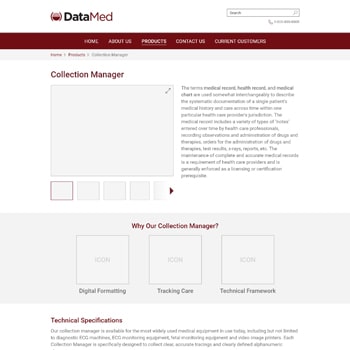 DataMed
Search
HOME ABOUT US PRODUCTS CONTACT US CURRENT CUSTOMERS
Home > Products > Collection Manager
Collection Manager
The terms medical record, health record, and medical
chart are used somewhat interchangeably to describe
the systematic documentation of a single patient's
medical history and care across time within one
particular health care provider's jurisdiction. The
medical record includes a variety of types of "notes"
entered over time by health care professionals,
recording observations and administration of drugs and
therapies, orders for the administration of drugs and
therapies, test results, x-rays, reports, etc. The
maintenance of complete and accurate medical records
is a requirement of health care providers and is
generally enforced as a licensing or certification
prerequisite.
Why Our Collection Manager?
ICON ICON ICON
Digital Formatting Tracking Care Technical Framework
Technical Specifications
Our collection manager is available for the most widely used medical equipment in use today, including but not limited
to diagnostic ECG machines, ECG monitoring equipment, fetal monitoring equipment and video image printers. Each
Collection Manager is specifically designed to collect clear, accurate tracings and clearly defined alphanumeric